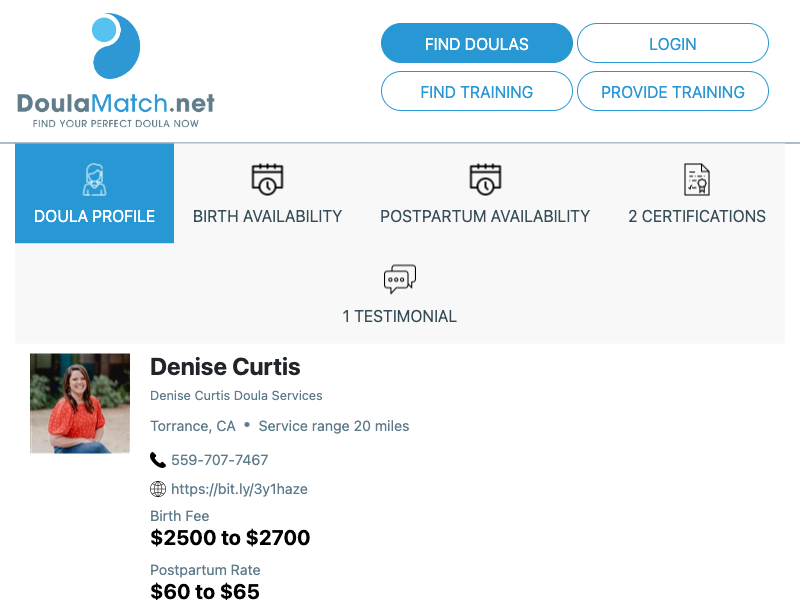 DoulaMatch.net
FIND YOUR PERFECT DOULA NOW
FIND DOULAS
LOGIN
FIND TRAINING
PROVIDE TRAINING
DOULA PROFILE
BIRTH AVAILABILITY
POSTPARTUM AVAILABILITY
2 CERTIFICATIONS
1 TESTIMONIAL
Denise Curtis
Denise Curtis Doula Services
Torrance, CA • Service range 20 miles
559-707-7467
https://bit.ly/3y1haze
Birth Fee
$2500 to $2700
Postpartum Rate
$60 to $65